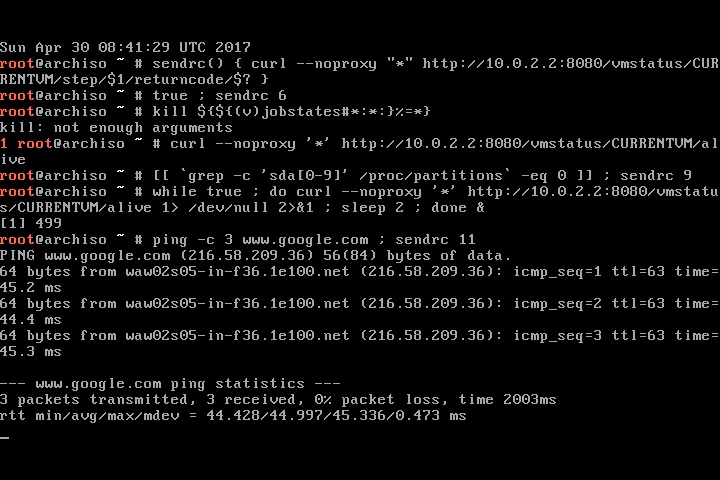 Sun Apr 30 08:41:29 UTC 2017
root@archiso ~ # sendrc() { curl --noproxy "*" http://10.0.2.2:8080/vmstatus/CUR
RENTVM/step/$1/returncode/$? }
root@archiso ~ # true ; sendrc 6
root@archiso ~ # kill ${${(v)jobstates#*:*:}%=*}
kill: not enough arguments
1 root@archiso ~ # curl --noproxy '*' http://10.0.2.2:8080/vmstatus/CURRENTVM/al
ive
root@archiso ~ # [[ `grep -c 'sda[0-9]' /proc/partitions` -eq 0 ]] ; sendrc 9
root@archiso ~ # while true ; do curl --noproxy '*' http://10.0.2.2:8080/vmstatu
s/CURRENTVM/alive 1> /dev/null 2>&1 ; sleep 2 ; done &
[1] 499
root@archiso ~ # ping -c 3 www.google.com ; sendrc 11
PING www.google.com (216.58.209.36) 56(84) bytes of data.
64 bytes from waw02s05-in-f36.1e100.net (216.58.209.36): icmp_seq=1 ttl=63 time=
45.2 ms
64 bytes from waw02s05-in-f36.1e100.net (216.58.209.36): icmp_seq=2 ttl=63 time=
44.4 ms
64 bytes from waw02s05-in-f36.1e100.net (216.58.209.36): icmp_seq=3 ttl=63 time=
45.3 ms
--- www.google.com ping statistics ---
3 packets transmitted, 3 received, 0% packet loss, time 2003ms
rtt min/avg/max/mdev = 44.428/44.997/45.336/0.473 ms